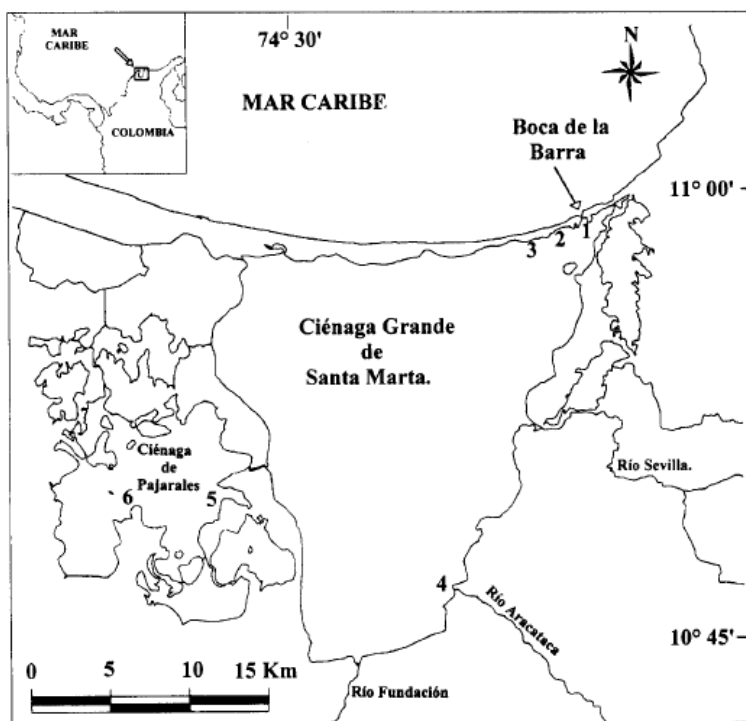 MAR
CARIBE
COLOMBIA
74° 30'
N
MAR CARIBE
Boca de la
Barra
11° 00'
1
2
3
Ciénaga Grande
de
Santa Marta.
Ciénaga
de
Pajarales
Río Sevilla.
6
5
4
Río Aracataca
10° 45'
0 5 10 15 Km
Río Fundación